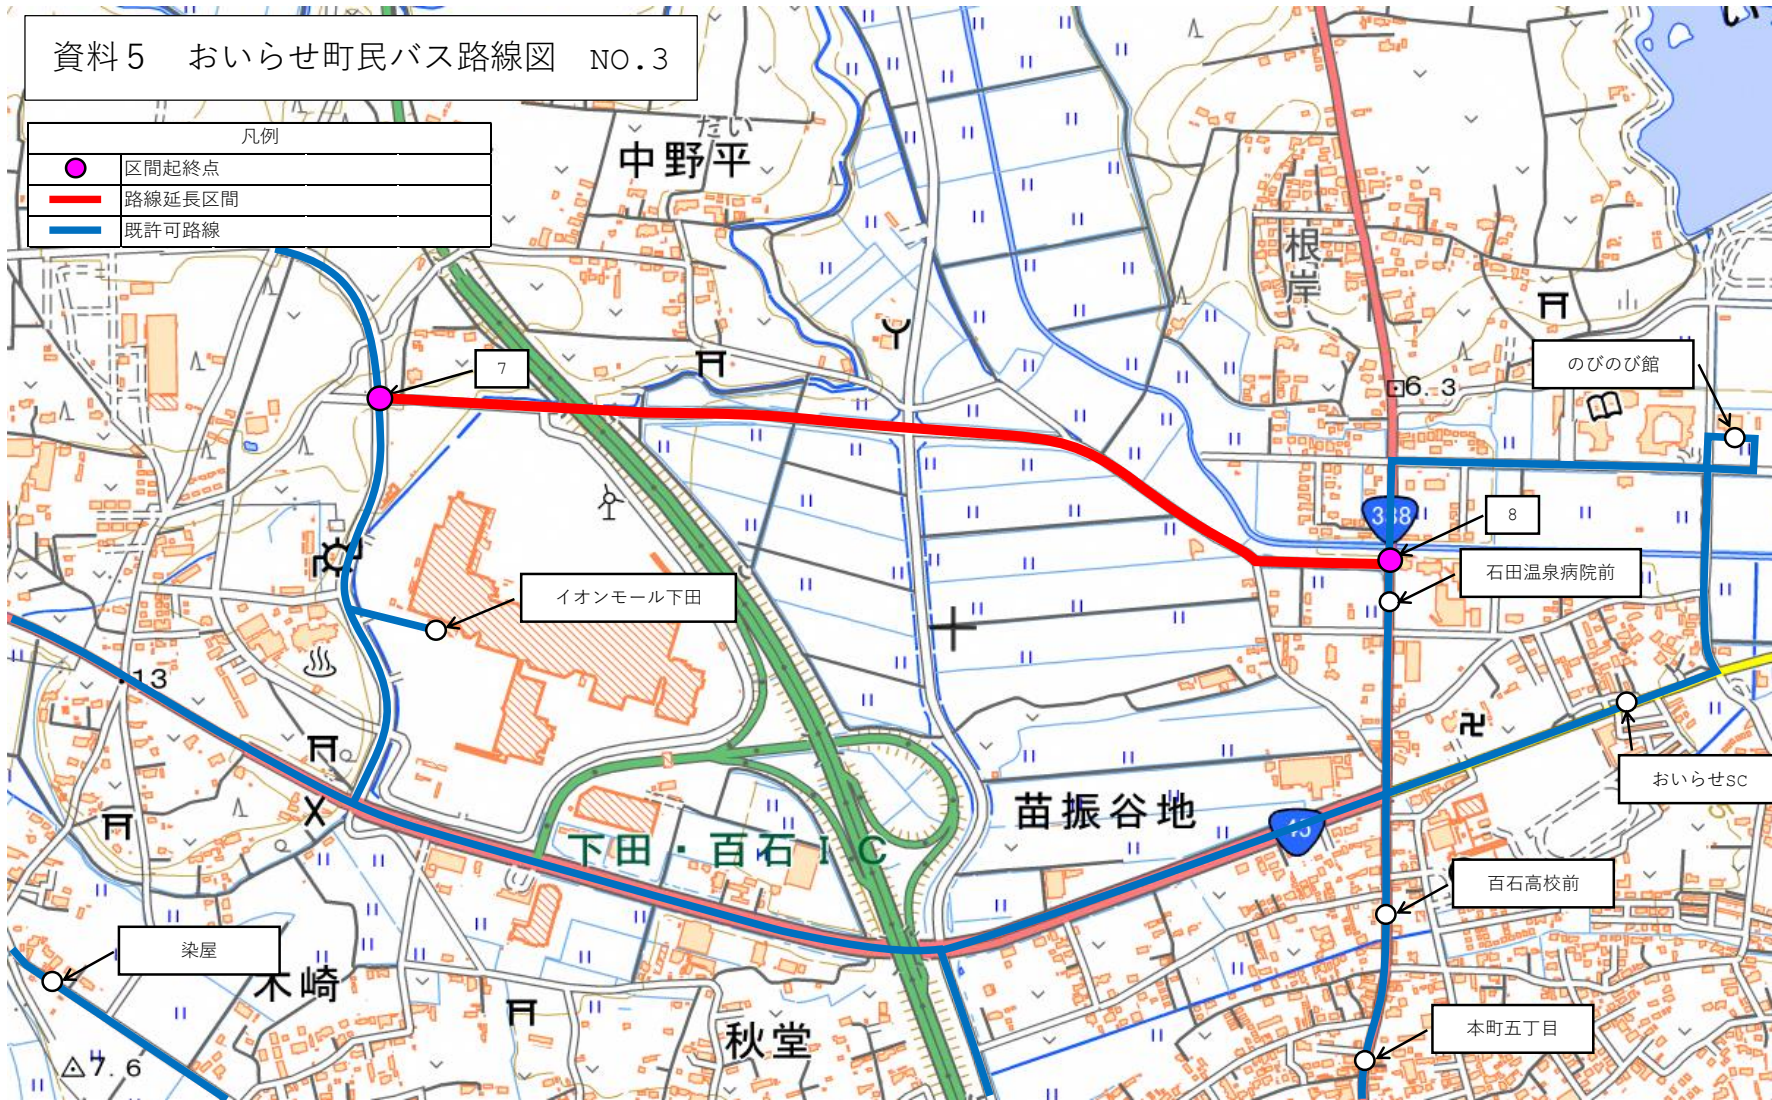 資料５　おいらせ町民バス路線図　NO.3
凡例
区間起終点
路線延長区間
既許可路線
だい
中野平
根岸
7
6.3
のびのび館
338
8
石田温泉病院前
イオンモール下田
13
おいらせSC
苗振谷地
45
下田・百石IC
百石高校前
染屋
木崎
秋堂
本町五丁目
7.6